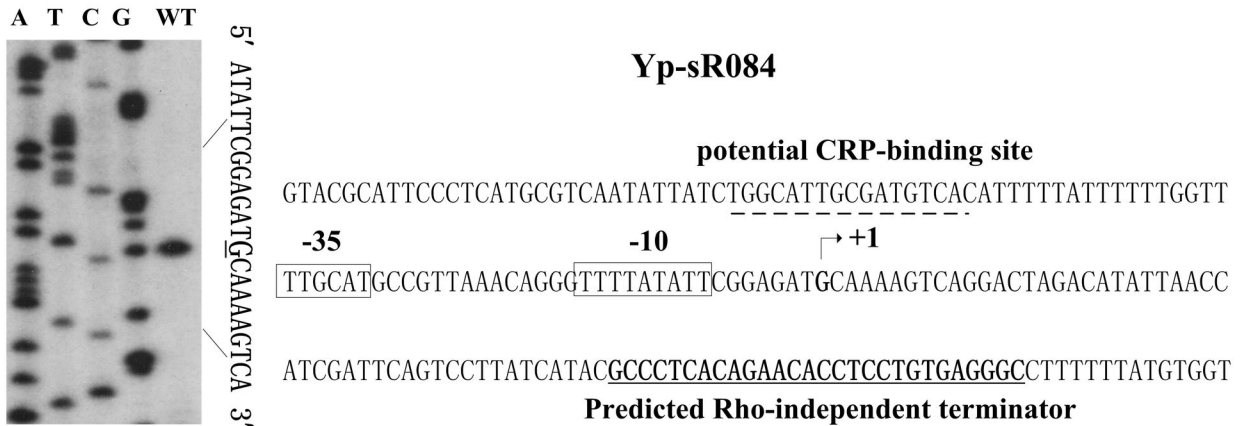 A T C G WT
5' ATATTCGGAGATGCAAAAGTCA 3'
Yp-sR084
potential CRP-binding site
GTACGCATTCCCTCATGCGTCAATATTATCTGGCATTGCGATGTCACATTTTTATTTTTTGGTT
-35 -10 +1
TTGCATGCCGTTAAACAGGGTTTTATATTCGGAGATGCAAAAGTCAGGACTAGACATATTAACC
ATCGATTCAGTCCTTATCATACGCCCTCACAGAACACCTCCTGTGAGGGCCTTTTTTATGTGGT
Predicted Rho-independent terminator